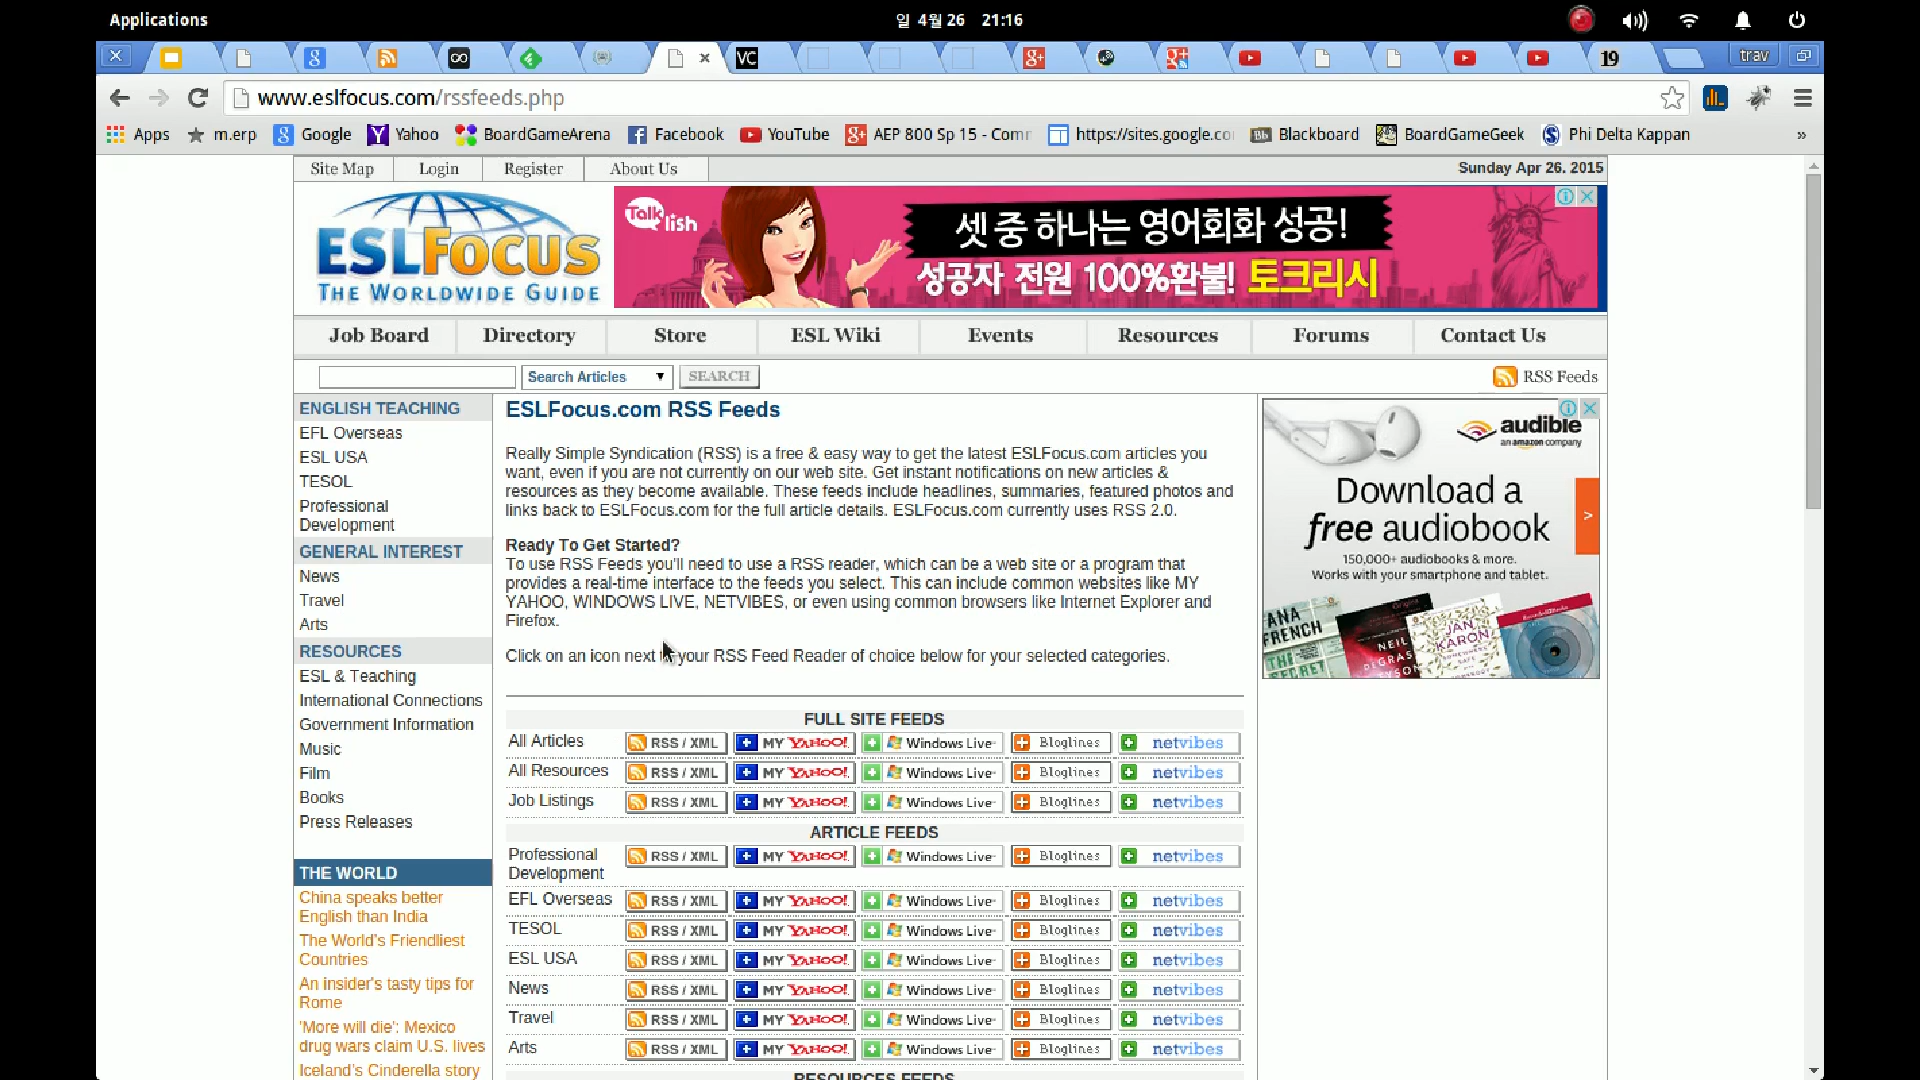 Applications
일 4월 26 21:16
trav
www.eslfocus.com/rssfeeds.php
Apps m.erp Google Yahoo BoardGameArena Facebook YouTube AEP 800 Sp 15 - Comm https://sites.google.co Blackboard BoardGameGeek Phi Delta Kappan »
Site Map Login Register About Us Sunday Apr 26, 2015
ESLFocus
THE WORLDWIDE GUIDE
Talklish
셋 중 하나는 영어회화 성공!
성공자 전원 100%환불! 토크리시
Job Board Directory Store ESL Wiki Events Resources Forums Contact Us
Search Articles SEARCH RSS Feeds
ENGLISH TEACHING
EFL Overseas
ESL USA
TESOL
Professional
Development
GENERAL INTEREST
News
Travel
Arts
RESOURCES
ESL & Teaching
International Connections
Government Information
Music
Film
Books
Press Releases
THE WORLD
China speaks better
English than India
The World's Friendliest
Countries
An insider's tasty tips for
Rome
'More will die': Mexico
drug wars claim U.S. lives
Iceland's Cinderella story
ESLFocus.com RSS Feeds
Really Simple Syndication (RSS) is a free & easy way to get the latest ESLFocus.com articles you
want, even if you are not currently on our web site. Get instant notifications on new articles &
resources as they become available. These feeds include headlines, summaries, featured photos and
links back to ESLFocus.com for the full article details. ESLFocus.com currently uses RSS 2.0.
Ready To Get Started?
To use RSS Feeds you'll need to use a RSS reader, which can be a web site or a program that
provides a real-time interface to the feeds you select. This can include common websites like MY
YAHOO, WINDOWS LIVE, NETVIBES, or even using common browsers like Internet Explorer and
Firefox.
Click on an icon next to your RSS Feed Reader of choice below for your selected categories.
FULL SITE FEEDS
All Articles RSS / XML MY YAHOO! Windows Live Bloglines netvibes
All Resources RSS / XML MY YAHOO! Windows Live Bloglines netvibes
Job Listings RSS / XML MY YAHOO! Windows Live Bloglines netvibes
ARTICLE FEEDS
Professional
Development RSS / XML MY YAHOO! Windows Live Bloglines netvibes
EFL Overseas RSS / XML MY YAHOO! Windows Live Bloglines netvibes
TESOL RSS / XML MY YAHOO! Windows Live Bloglines netvibes
ESL USA RSS / XML MY YAHOO! Windows Live Bloglines netvibes
News RSS / XML MY YAHOO! Windows Live Bloglines netvibes
Travel RSS / XML MY YAHOO! Windows Live Bloglines netvibes
Arts RSS / XML MY YAHOO! Windows Live Bloglines netvibes
RESOURCES FEEDS
audible
an amazon company
Download a
free audiobook
150,000+ audiobooks & more.
Works with your smartphone and tablet.
ANA
FRENCH
THE
SECRET
NEIL
DEGRASSE
TYSON
JAN
KARON